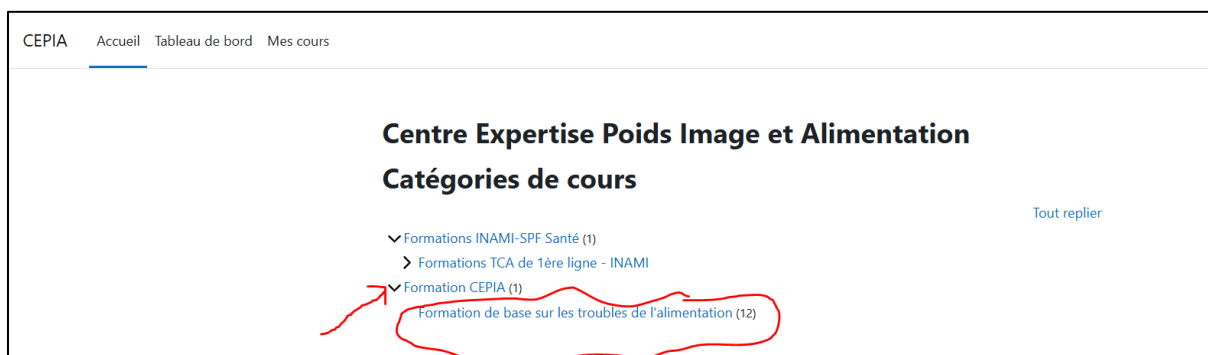 CEPIA Accueil Tableau de bord Mes cours
Centre Expertise Poids Image et Alimentation
Catégories de cours
Tout replier
Formations INAMI-SPF Santé (1)
Formations TCA de 1ère ligne - INAMI
Formation CEPIA (1)
Formation de base sur les troubles de l'alimentation (12)